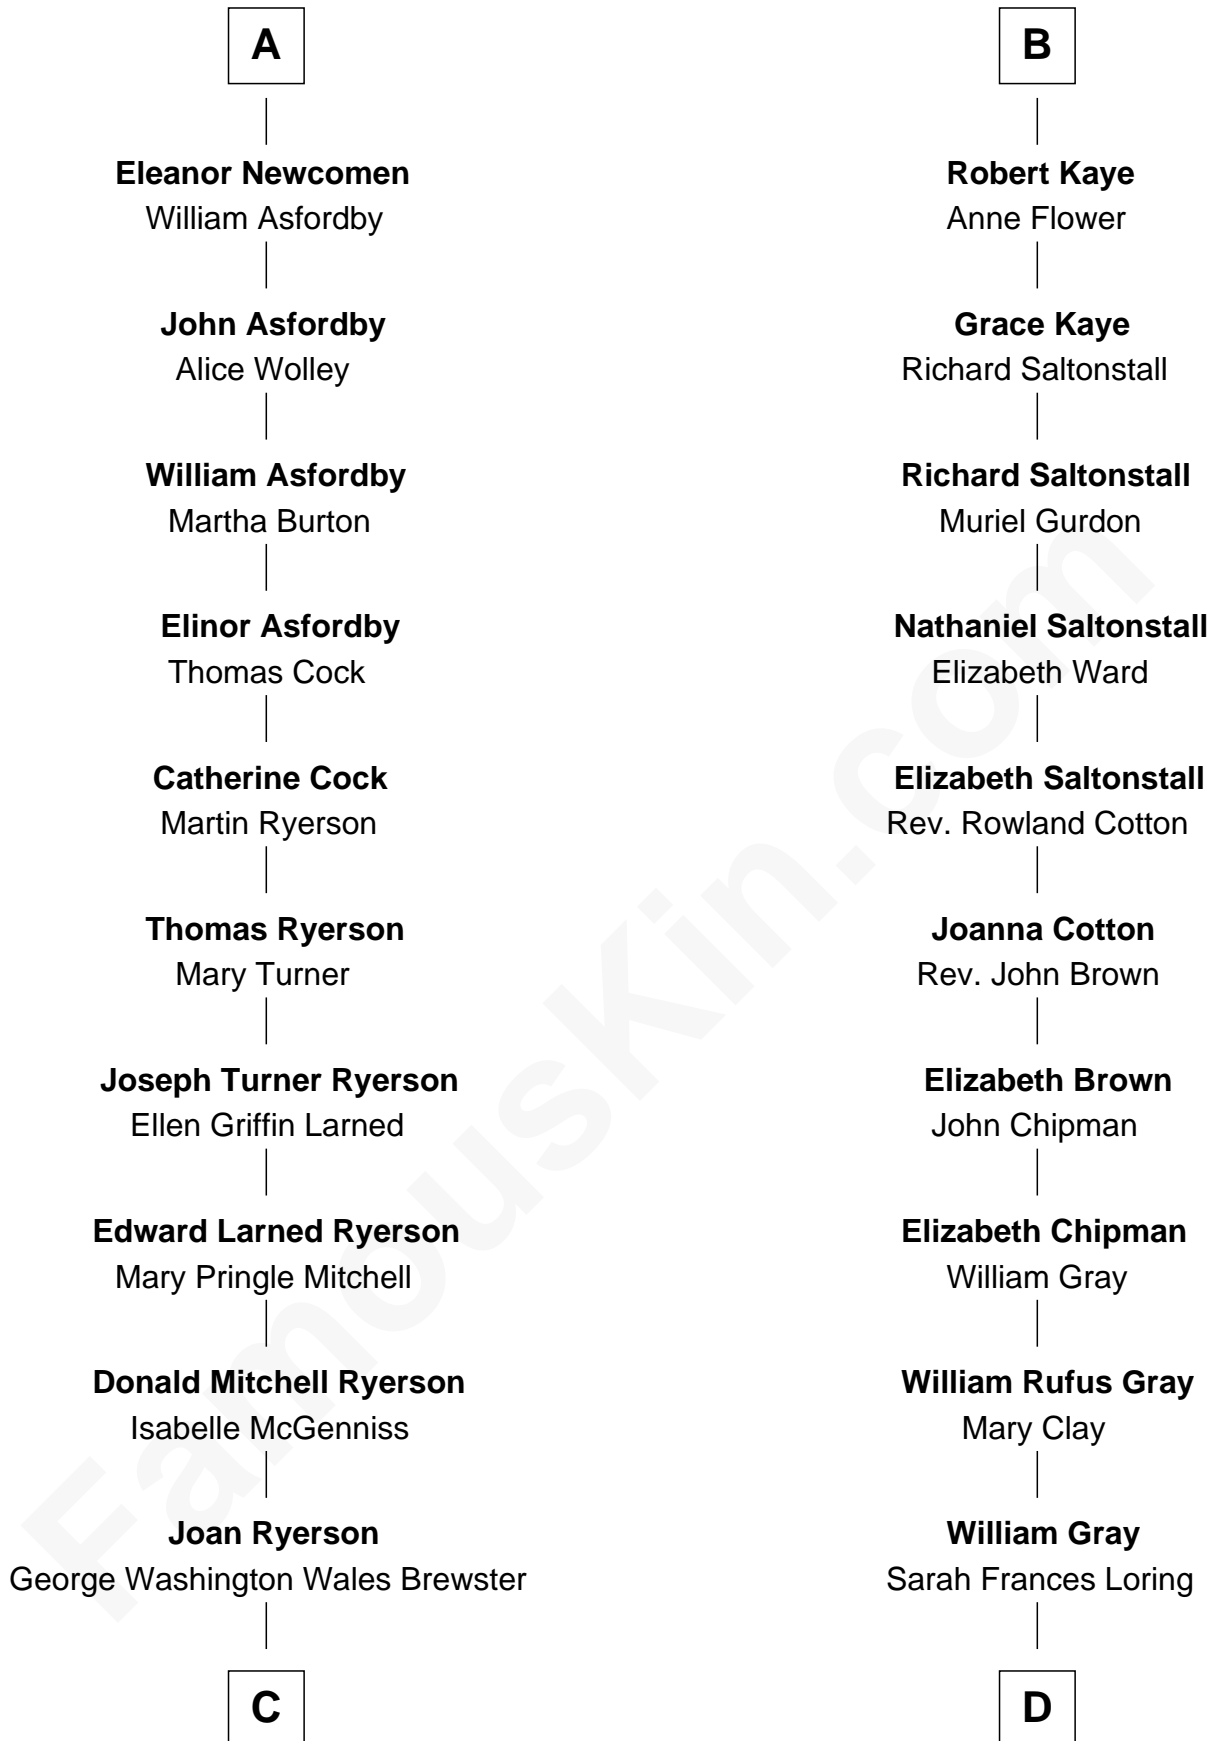 A
Eleanor Newcomen
William Asfordby
John Asfordby
Alice Wolley
William Asfordby
Martha Burton
Elinor Asfordby
Thomas Cock
Catherine Cock
Martin Ryerson
Thomas Ryerson
Mary Turner
Joseph Turner Ryerson
Ellen Griffin Larned
Edward Larned Ryerson
Mary Pringle Mitchell
Donald Mitchell Ryerson
Isabelle McGenniss
Joan Ryerson
George Washington Wales Brewster
C
B
Robert Kaye
Anne Flower
Grace Kaye
Richard Saltonstall
Richard Saltonstall
Muriel Gurdon
Nathaniel Saltonstall
Elizabeth Ward
Elizabeth Saltonstall
Rev. Rowland Cotton
Joanna Cotton
Rev. John Brown
Elizabeth Brown
John Chipman
Elizabeth Chipman
William Gray
William Rufus Gray
Mary Clay
William Gray
Sarah Frances Loring
D
FamousKin.com